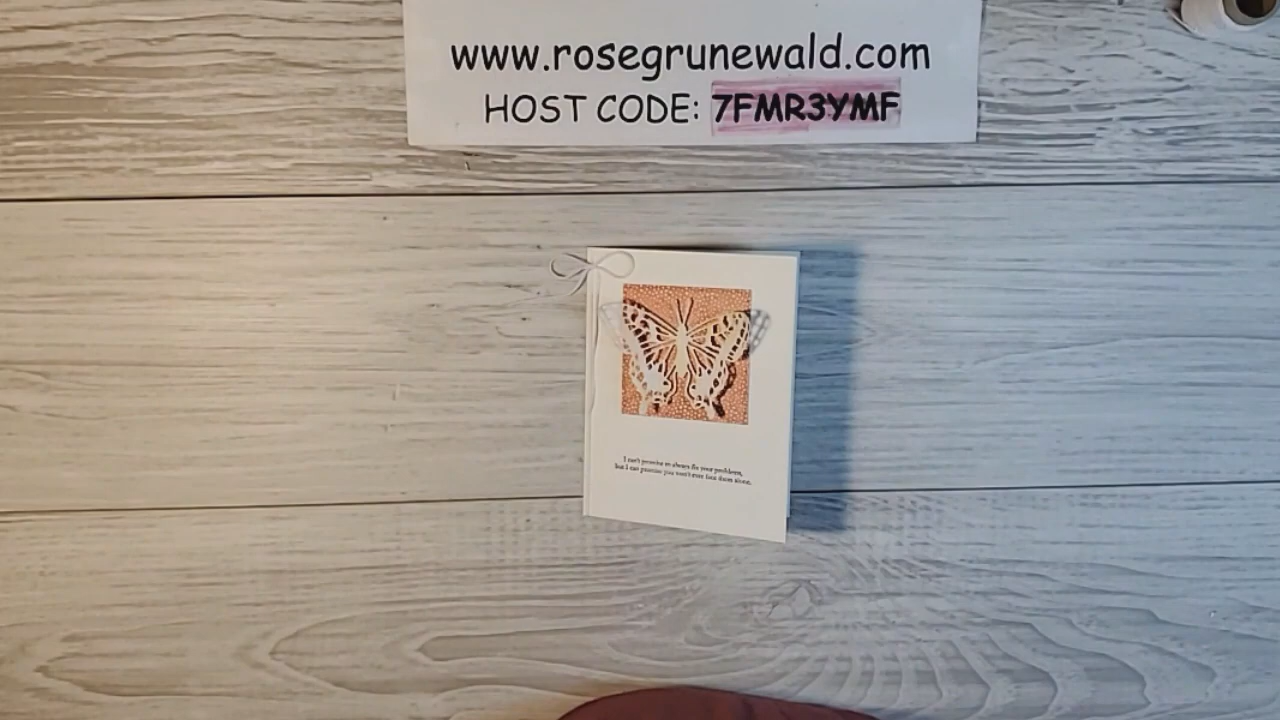 www.rosegrunewald.com
HOST CODE: 7FMR3YMF
I can't promise to always fix your problems,
but I can promise you won't ever face them alone.